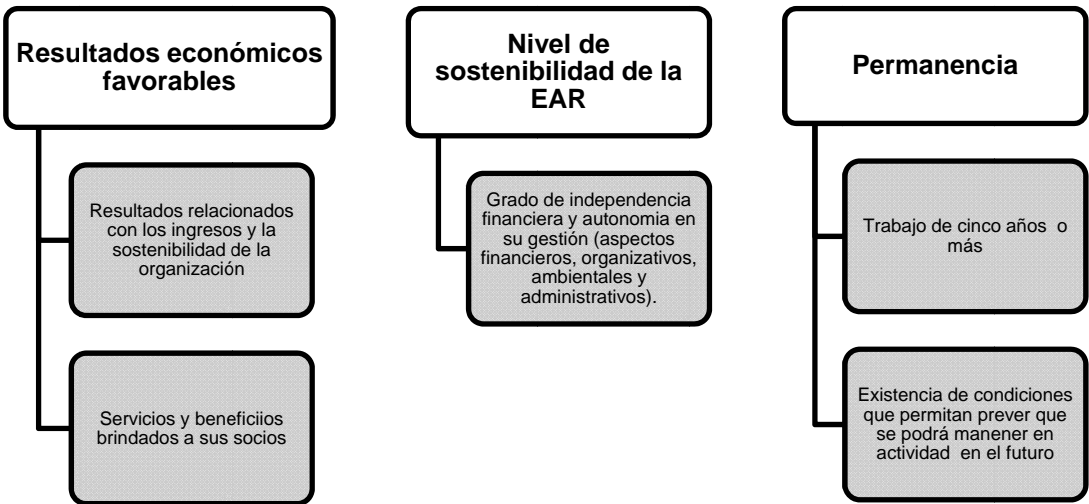 Resultados económicos
favorables
Resultados relacionados
con los ingresos y la
sostenibilidad de la
organización
Servicios y beneficiios
brindados a sus socios
Nivel de
sostenibilidad de la
EAR
Grado de independencia
financiera y autonomia en
su gestión (aspectos
financieros, organizativos,
ambientales y
administrativos).
Permanencia
Trabajo de cinco años o
más
Existencia de condiciones
que permitan prever que
se podrá manener en
actividad en el futuro